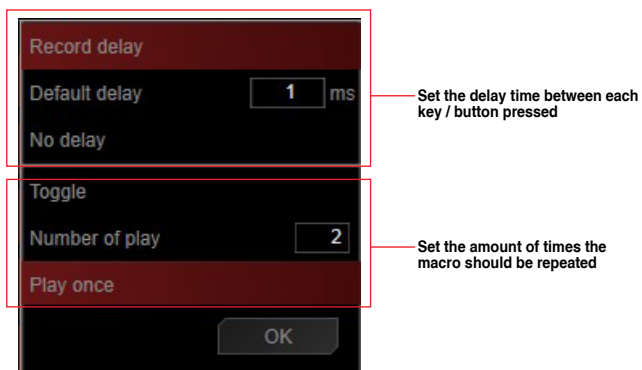 Record delay
Default delay 1 ms
No delay
Set the delay time between each
key / button pressed
Toggle
Number of play 2
Play once
Set the amount of times the
macro should be repeated
OK